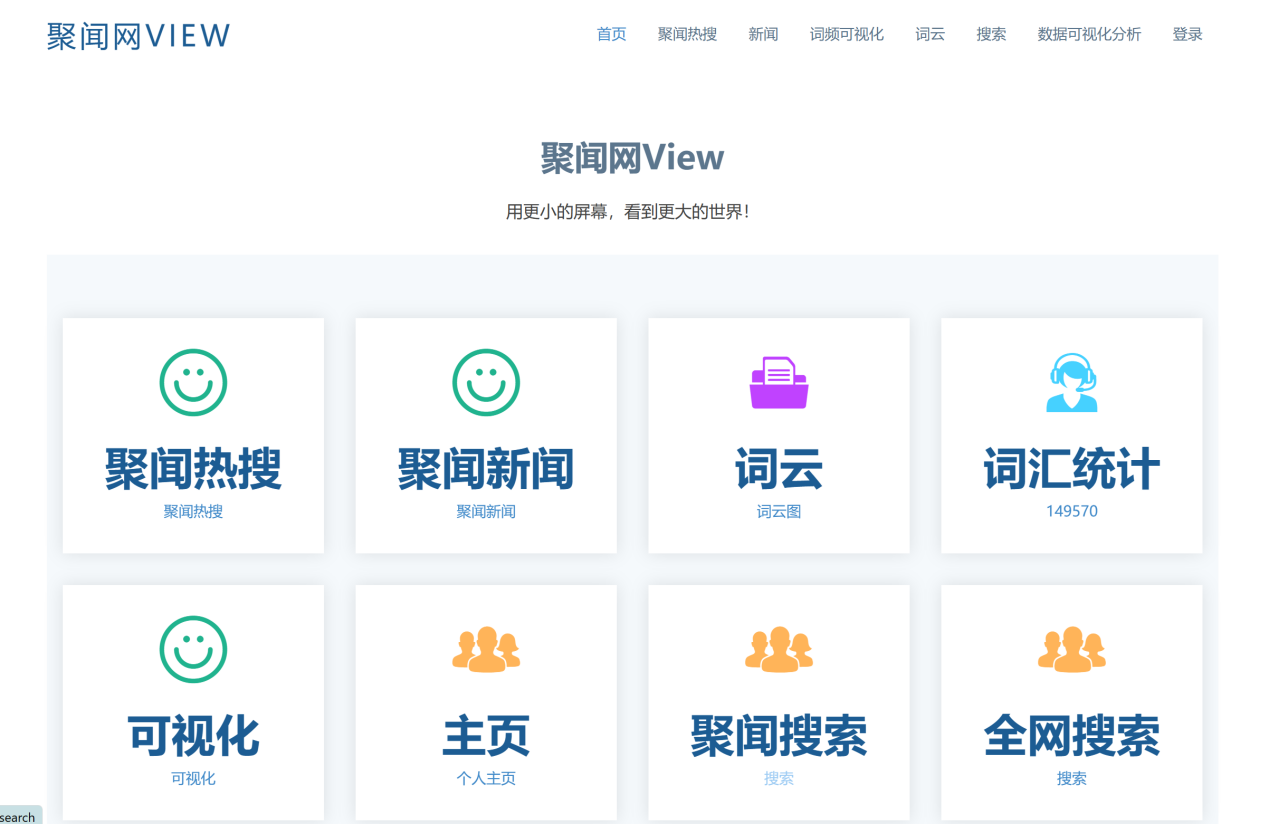 聚闻网VIEW
首页 聚闻热搜 新闻 词频可视化 词云 搜索 数据可视化分析 登录
聚闻网View
用更小的屏幕，看到更大的世界！
聚闻热搜
聚闻热搜
聚闻新闻
聚闻新闻
词云
词云图
词汇统计
149570
可视化
可视化
主页
个人主页
聚闻搜索
搜索
全网搜索
搜索
search